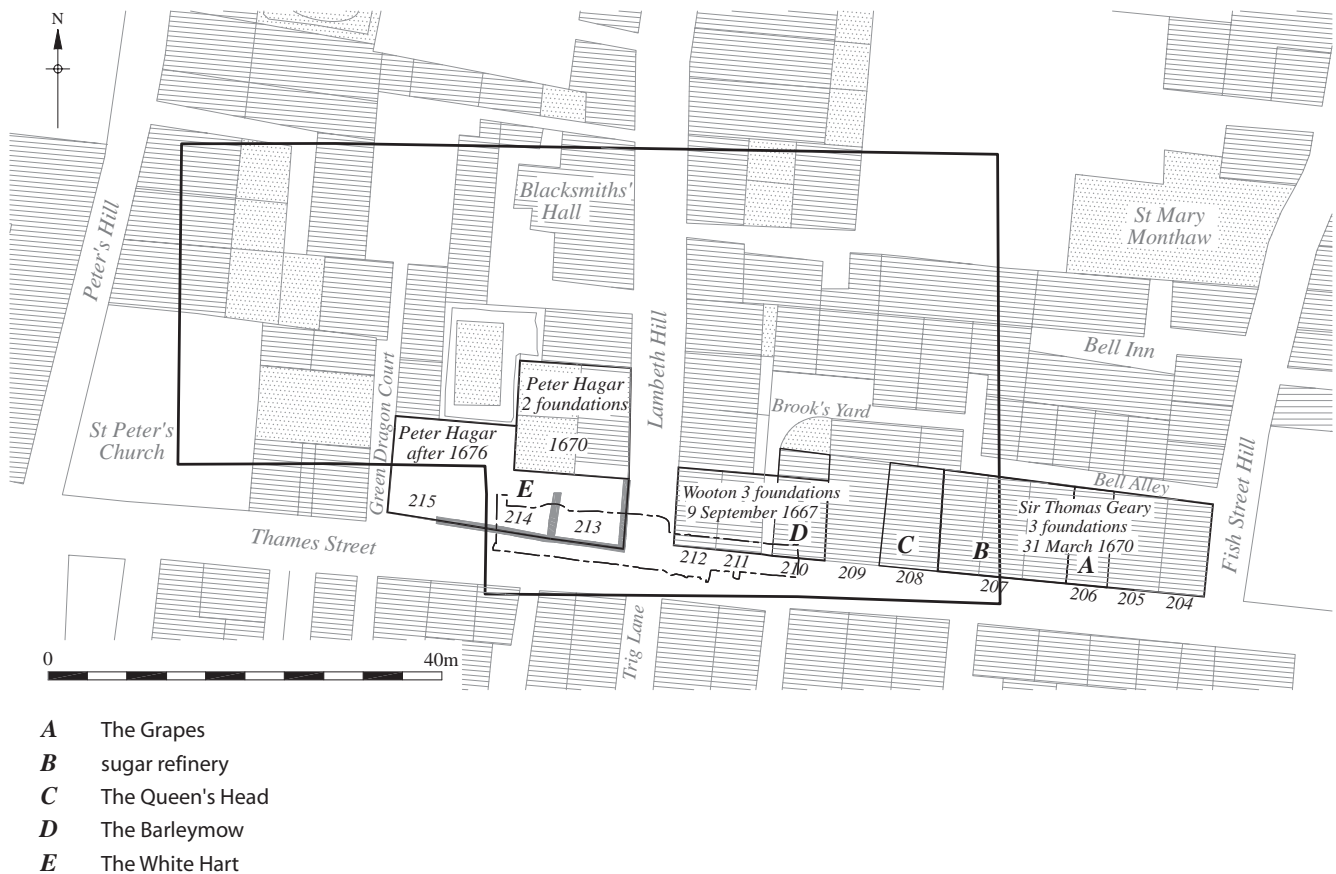 N
Blacksmiths'
Hall
St Mary
Monthaw
Peter's Hill
Lambeth Hill
Bell Inn
Green Dragon Court
Peter Hagar
2 foundations
1670
Brook's Yard
St Peter's
Church
Peter Hagar
after 1676
Bell Alley
Fish Street Hill
E
Wooton 3 foundations
9 September 1667
Sir Thomas Geary
3 foundations
31 March 1670
215
214
213
D
C
B
A
Thames Street
212
211
210
209
208
207
206
205
204
Trig Lane
0 40m
A The Grapes
B sugar refinery
C The Queen's Head
D The Barleymow
E The White Hart